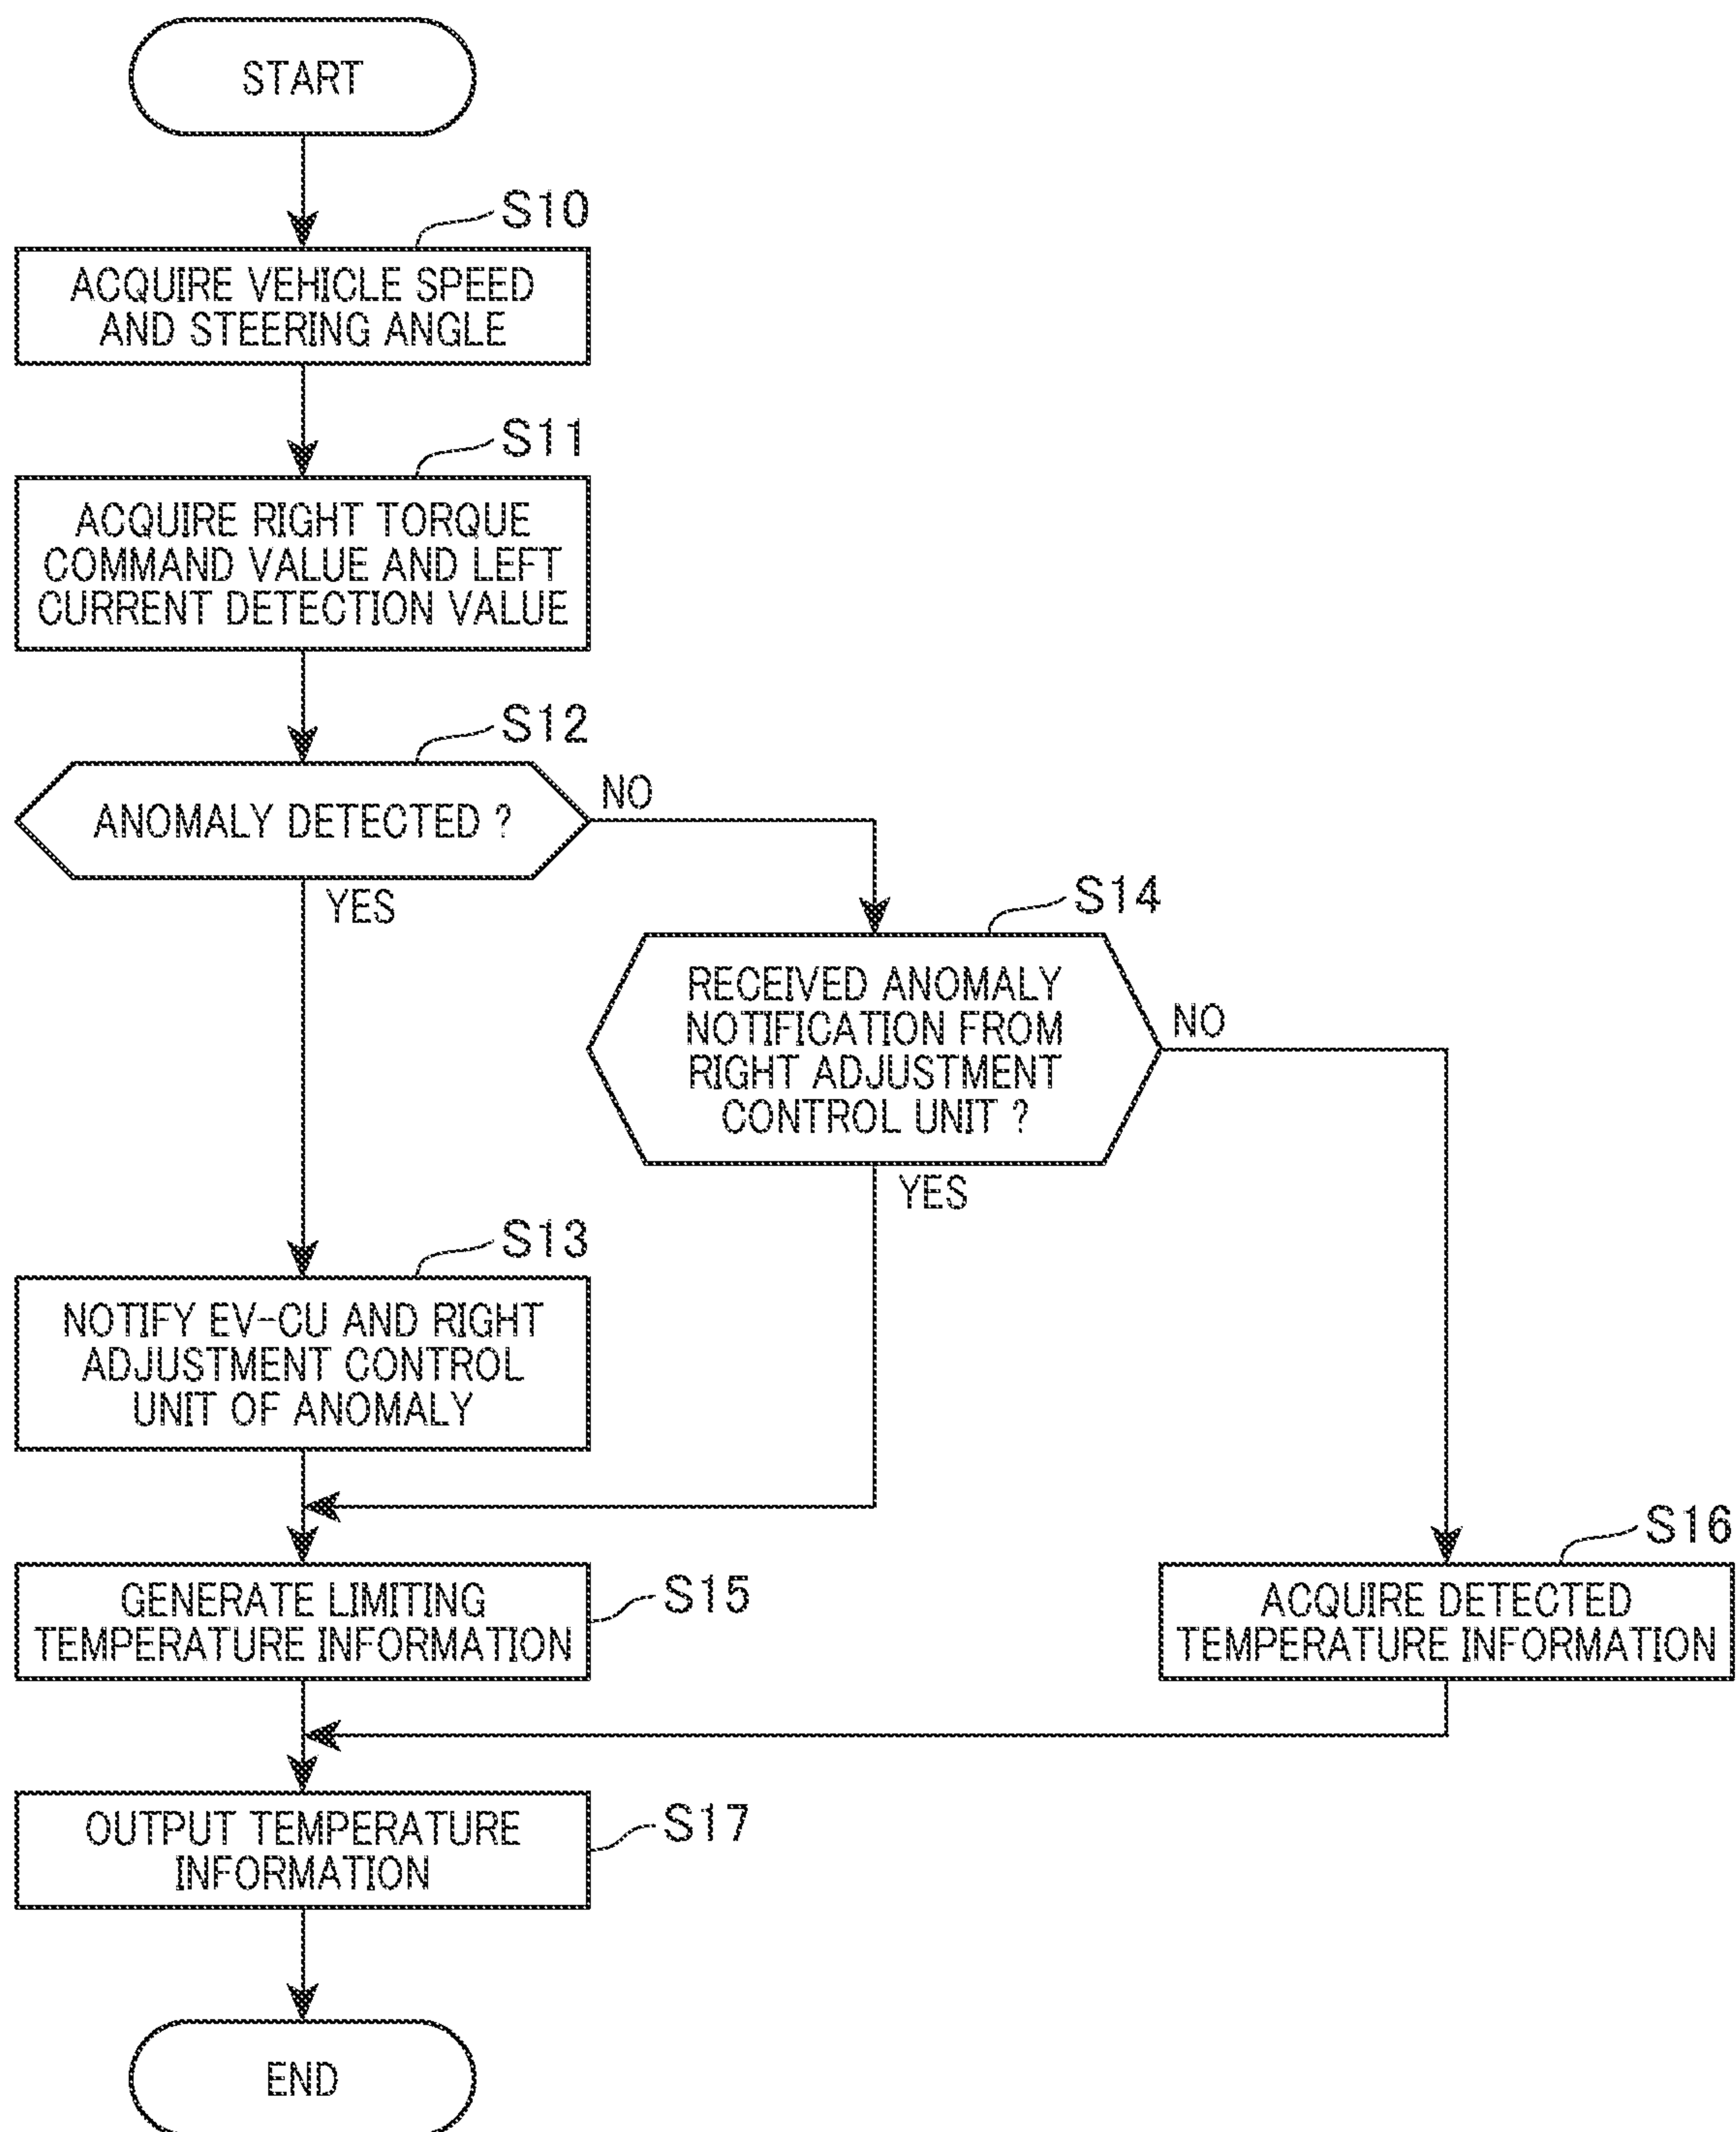 START
S10
ACQUIRE VEHICLE SPEED
AND STEERING ANGLE
S11
ACQUIRE RIGHT TORQUE
COMMAND VALUE AND LEFT
CURRENT DETECTION VALUE
S12
ANOMALY DETECTED ?
NO
YES
S14
RECEIVED ANOMALY
NOTIFICATION FROM
RIGHT ADJUSTMENT
CONTROL UNIT ?
NO
YES
S13
NOTIFY EV-CU AND RIGHT
ADJUSTMENT CONTROL
UNIT OF ANOMALY
S15
GENERATE LIMITING
TEMPERATURE INFORMATION
S16
ACQUIRE DETECTED
TEMPERATURE INFORMATION
S17
OUTPUT TEMPERATURE
INFORMATION
END